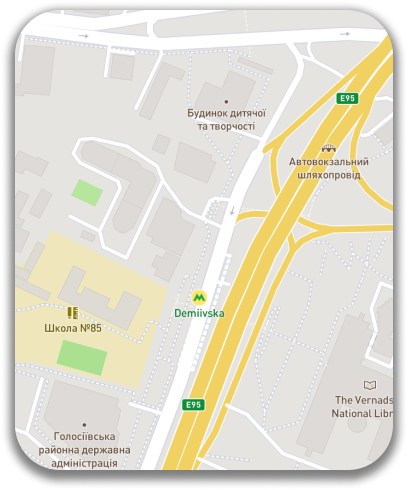 E95
Будинок дитячої
та творчості
Автовокзальний
шляхопровід
Demiivska
Школа №85
The Vernads
National Libr
E95
Голосіївська
районна державна
адміністрація